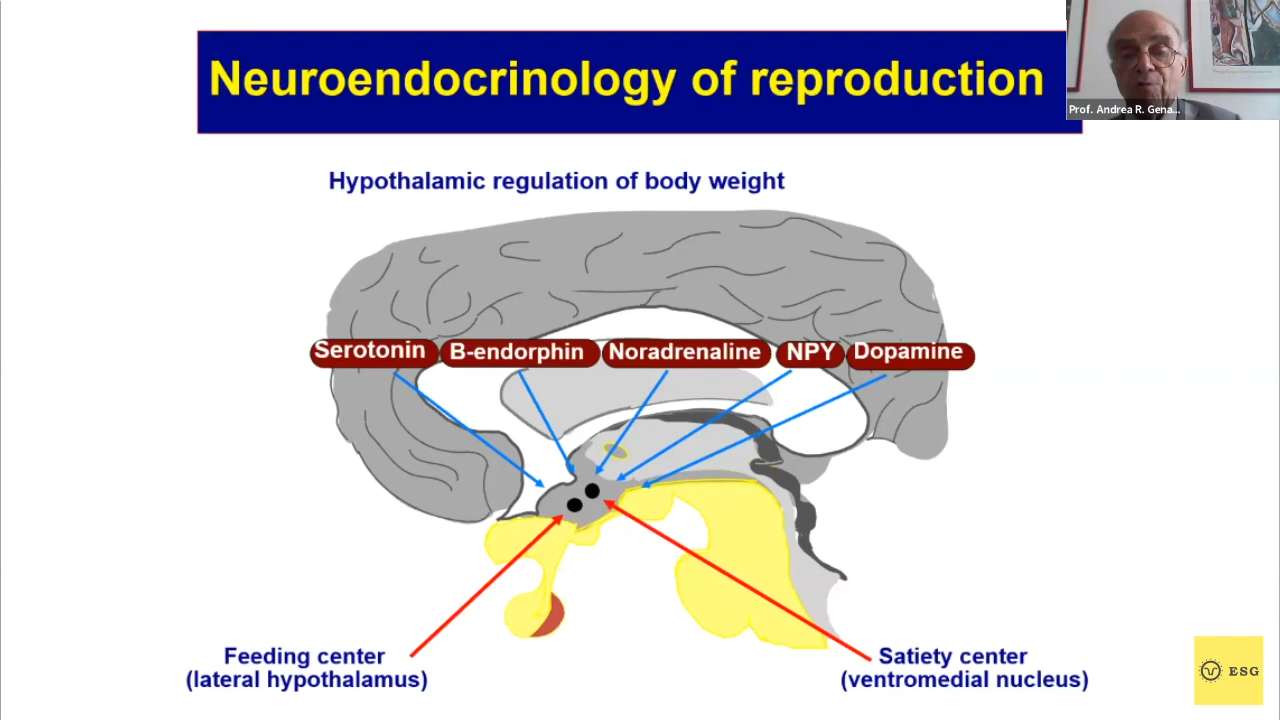 Neuroendocrinology of reproduction
Prof. Andrea R. Gena...
Hypothalamic regulation of body weight
Serotonin B-endorphin Noradrenaline NPY Dopamine
Feeding center
(lateral hypothalamus)
Satiety center
(ventromedial nucleus)
ESG